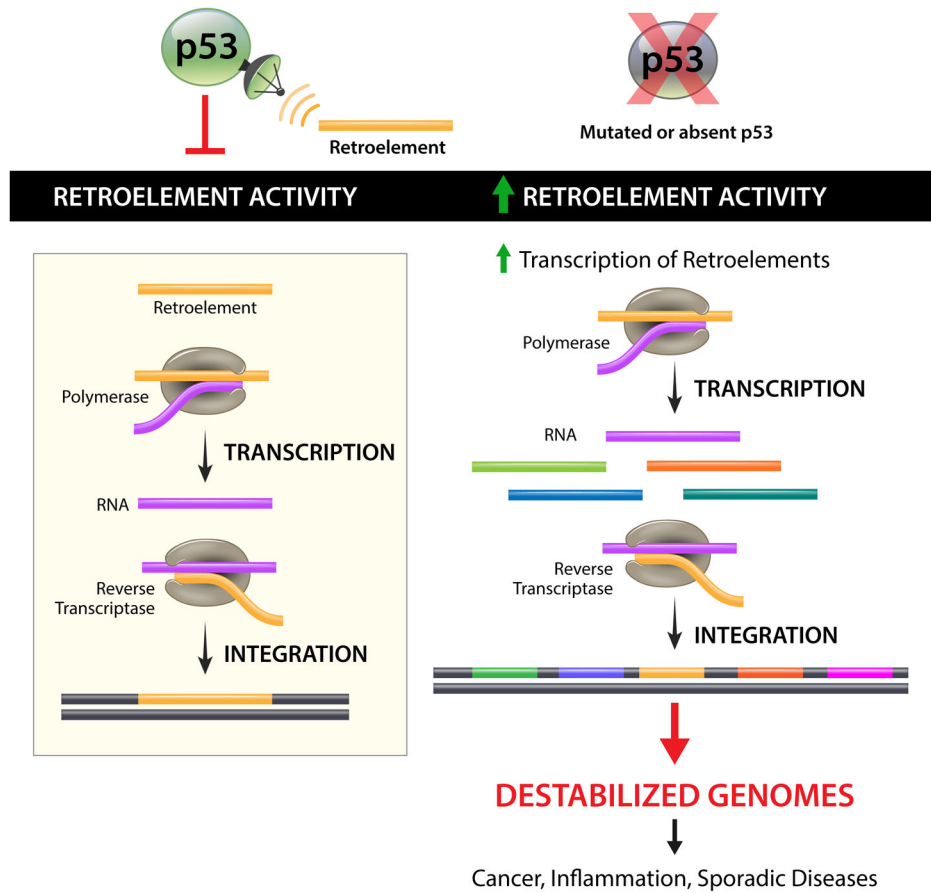 p53
Retroelement
p53
Mutated or absent p53
RETROELEMENT ACTIVITY
RETROELEMENT ACTIVITY
Retroelement
Polymerase
TRANSCRIPTION
RNA
Reverse
Transcriptase
INTEGRATION
Transcription of Retroelements
Polymerase
TRANSCRIPTION
RNA
Reverse
Transcriptase
INTEGRATION
DESTABILIZED GENOMES
Cancer, Inflammation, Sporadic Diseases